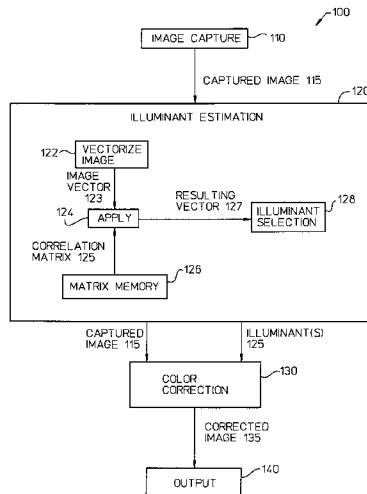 100
IMAGE CAPTURE
110
CAPTURED IMAGE 115
120
ILLUMINANT ESTIMATION
122
VECTORIZE
IMAGE
IMAGE
VECTOR
123
124
APPLY
RESULTING
VECTOR 127
128
ILLUMINANT
SELECTION
CORRELATION
MATRIX 125
126
MATRIX MEMORY
CAPTURED
IMAGE 115
ILLUMINANT(S)
125
130
COLOR
CORRECTION
CORRECTED
IMAGE 135
140
OUTPUT